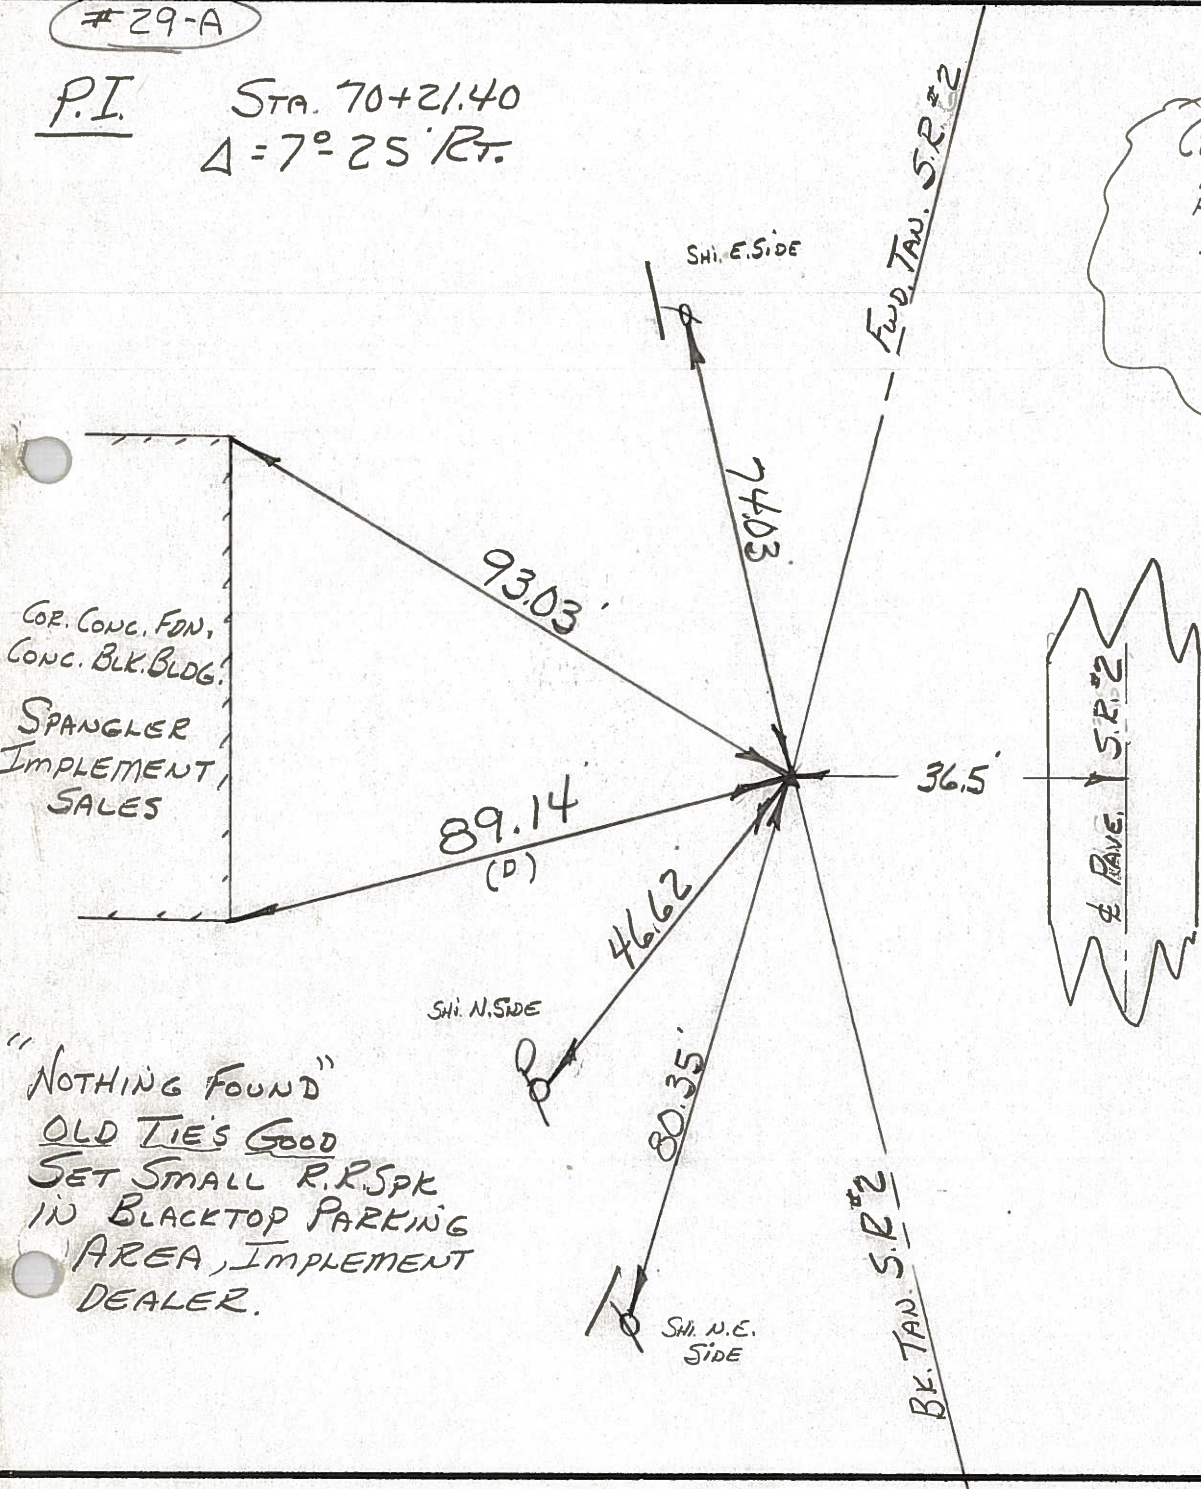 #29-A
P.I. STA. 70+21.40
Δ = 7°-25' RT.
FWD. TAN. S.R.#2
SHI. E. SIDE
74.03
93.03'
COR. CONC. FDN.,
CONC. BLK. BLDG.
SPANGLER
IMPLEMENT,
SALES
36.5'
℄ PAVE. S.R.#2
89.14'
(D)
46.62
SHI. N. SIDE
80.35'
"NOTHING FOUND"
OLD TIE'S GOOD
SET SMALL R.R.SPK
IN BLACKTOP PARKING
AREA, IMPLEMENT
DEALER.
SHI. N.E.
SIDE
BK. TAN. S.R#2